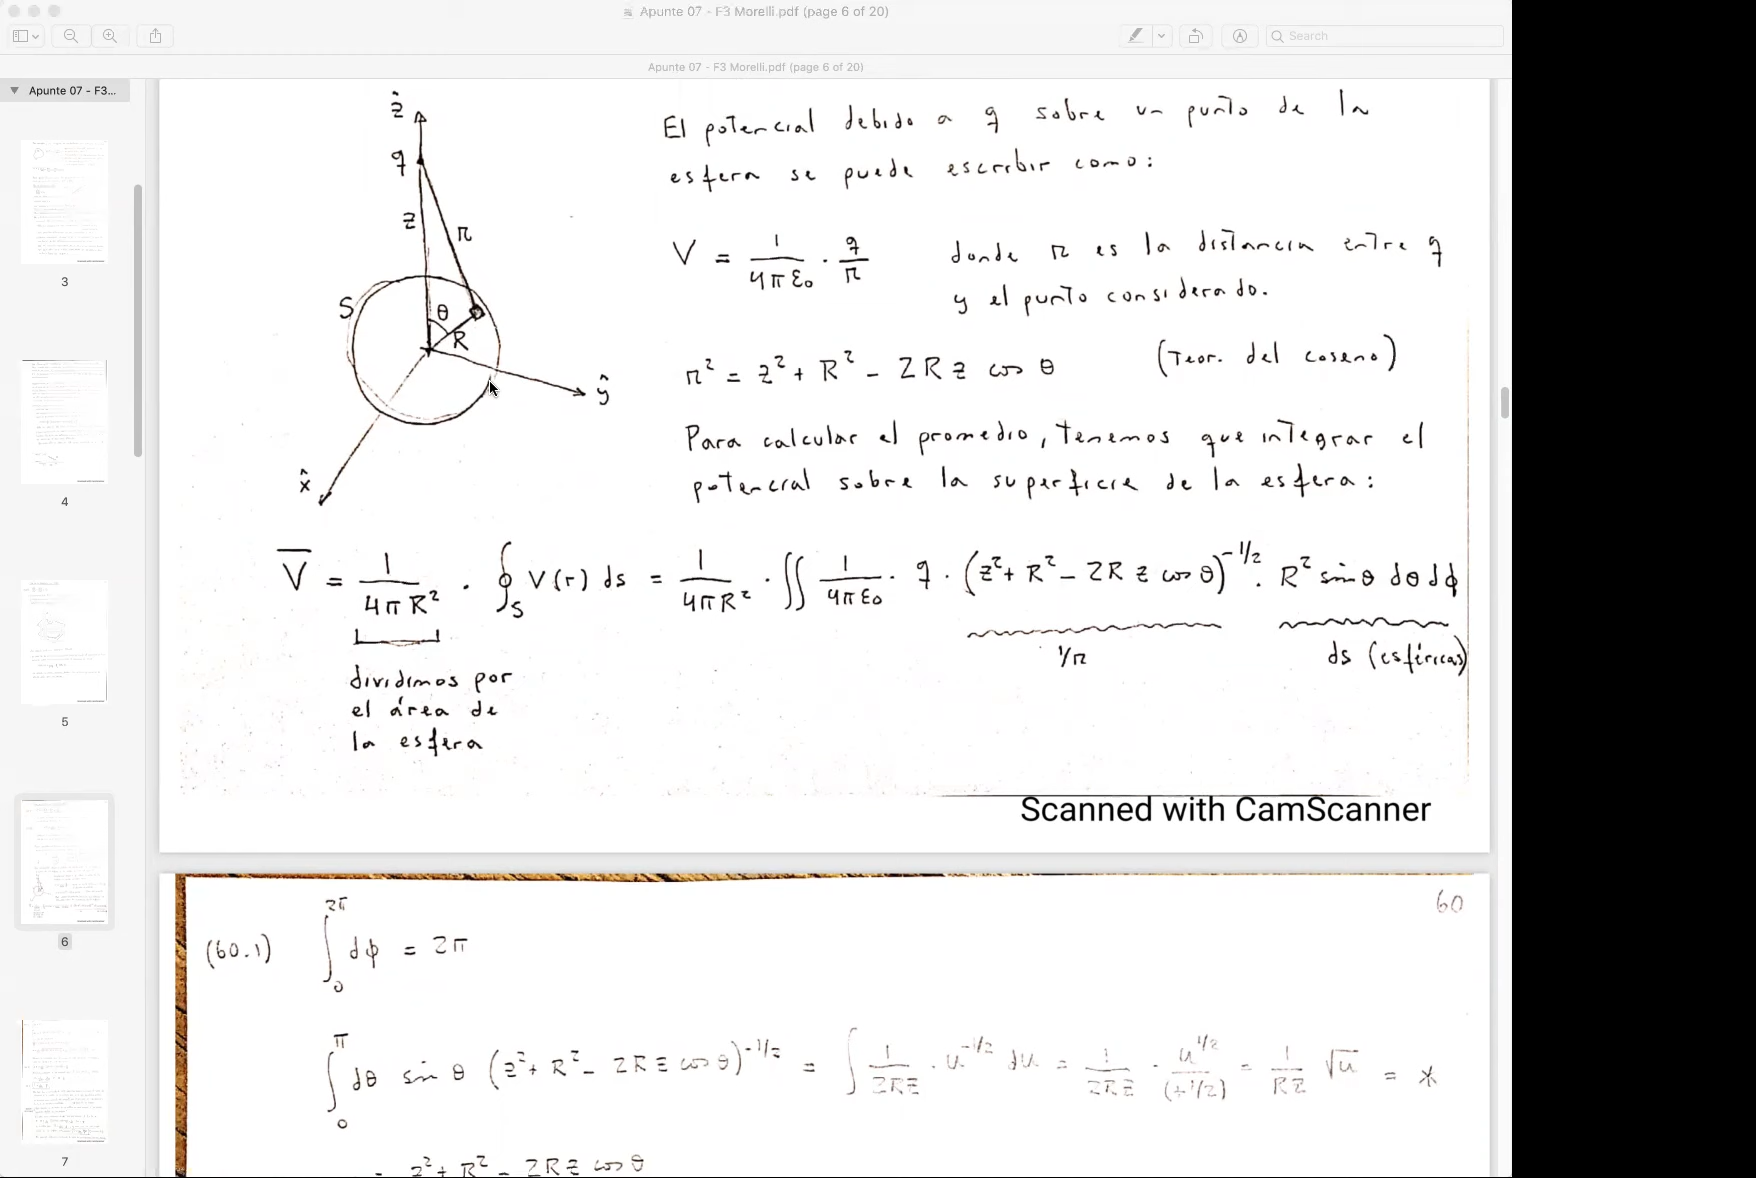 Apunte 07 - F3 Morelli.pdf (page 6 of 20)
Search
Apunte 07 - F3 Morelli.pdf (page 6 of 20)
Apunte 07 - F3...
3
4
5
6
7
ẑ
q
z
r
S
θ
R
ŷ
x̂
El potencial debido a q sobre un punto de la
esfera se puede escribir como:
V = 1/(4πε₀) · q/r donde r es la distancia entre q
y el punto considerado.
r² = z² + R² - 2Rz cos θ (Teor. del coseno)
Para calcular el promedio, tenemos que integrar el
potencial sobre la superficie de la esfera:
V̅ = 1/(4πR²) · ∮_S V(r) ds = 1/(4πR²) · ∬ 1/(4πε₀) · q · (z² + R² - 2Rz cos θ)^(-1/2) · R² sin θ dθ dϕ
1/r ds (esféricas)
dividimos por
el área de
la esfera
Scanned with CamScanner
60
(60.1) ∫₀^(2π) dϕ = 2π
∫₀^π dθ sin θ (z² + R² - 2Rz cos θ)^(-1/2) = ∫ 1/(2Rz) · u^(-1/2) du = 1/(2Rz) · u^(1/2)/(+1/2) = 1/(Rz) √u = *
= z² + R² - 2Rz cos θ